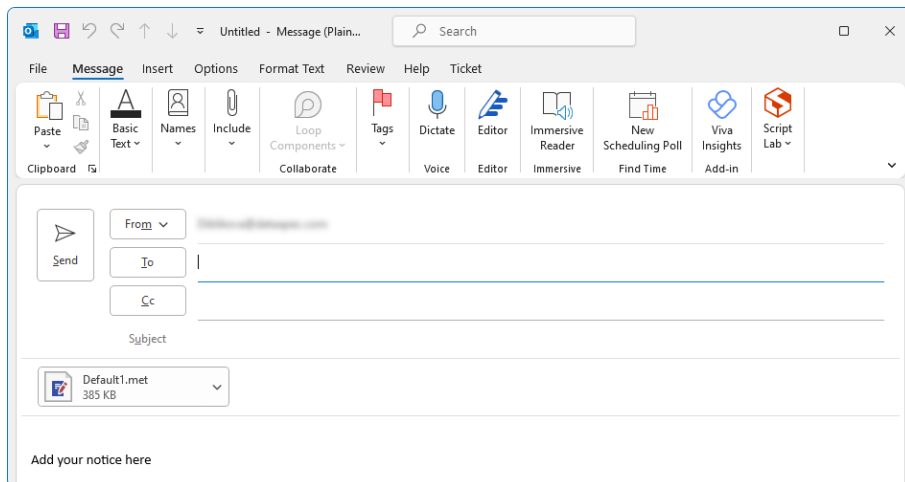 Untitled - Message (Plain...
Search
File Message Insert Options Format Text Review Help Ticket
Paste
Basic Text
Names
Include
Loop Components
Tags
Dictate
Editor
Immersive Reader
New Scheduling Poll
Viva Insights
Script Lab
Clipboard Collaborate Voice Editor Immersive Find Time Add-in
Send
From
To
Cc
Subject
Default1.met
385 KB
Add your notice here